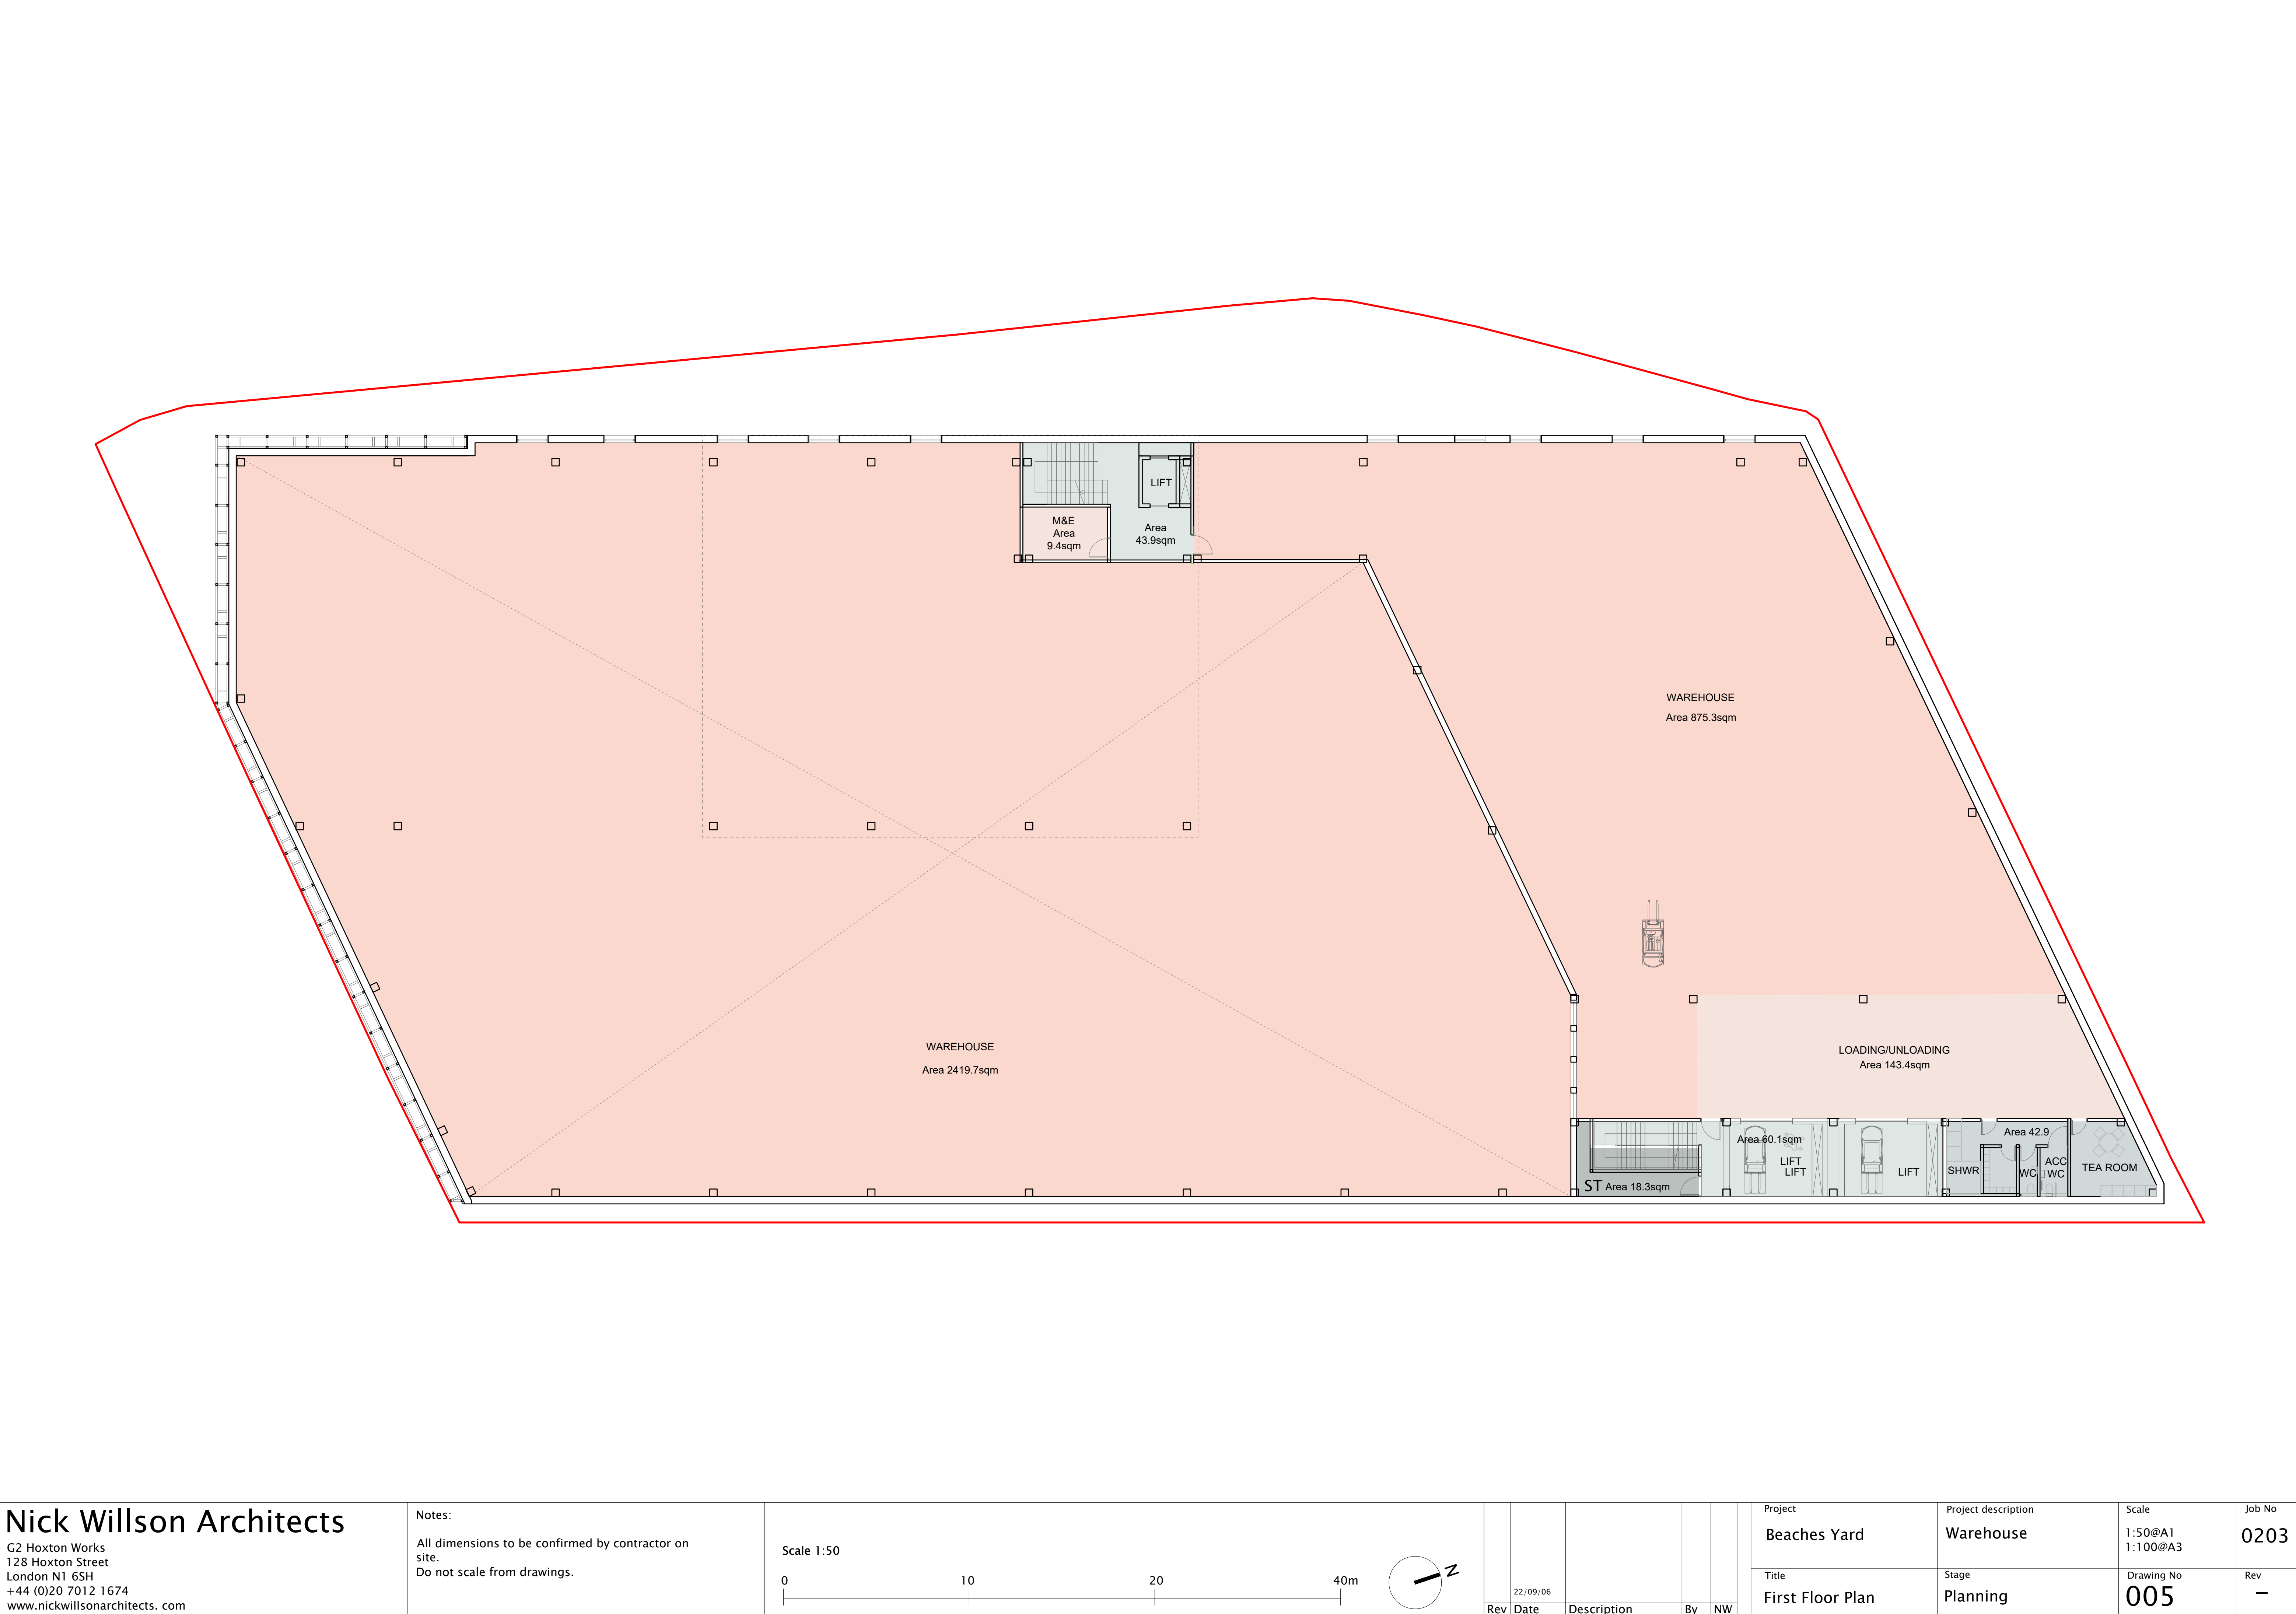 LIFT
M&E
Area
9.4sqm
Area
43.9sqm
WAREHOUSE
Area 875.3sqm
WAREHOUSE
Area 2419.7sqm
LOADING/UNLOADING
Area 143.4sqm
Area 60.1sqm
LIFT
LIFT
LIFT
ST Area 18.3sqm
Area 42.9
SHWR
WC
ACC
WC
TEA ROOM
Nick Willson Architects
G2 Hoxton Works
128 Hoxton Street
London N1 6SH
+44 (0)20 7012 1674
www.nickwillsonarchitects. com
Notes:
All dimensions to be confirmed by contractor on
site.
Do not scale from drawings.
Scale 1:50
0 10 20 40m
N
22/09/06
Rev Date Description By NW
Project
Beaches Yard
Project description
Warehouse
Scale
1:50@A1
1:100@A3
Job No
0203
Title
First Floor Plan
Stage
Planning
Drawing No
005
Rev
–